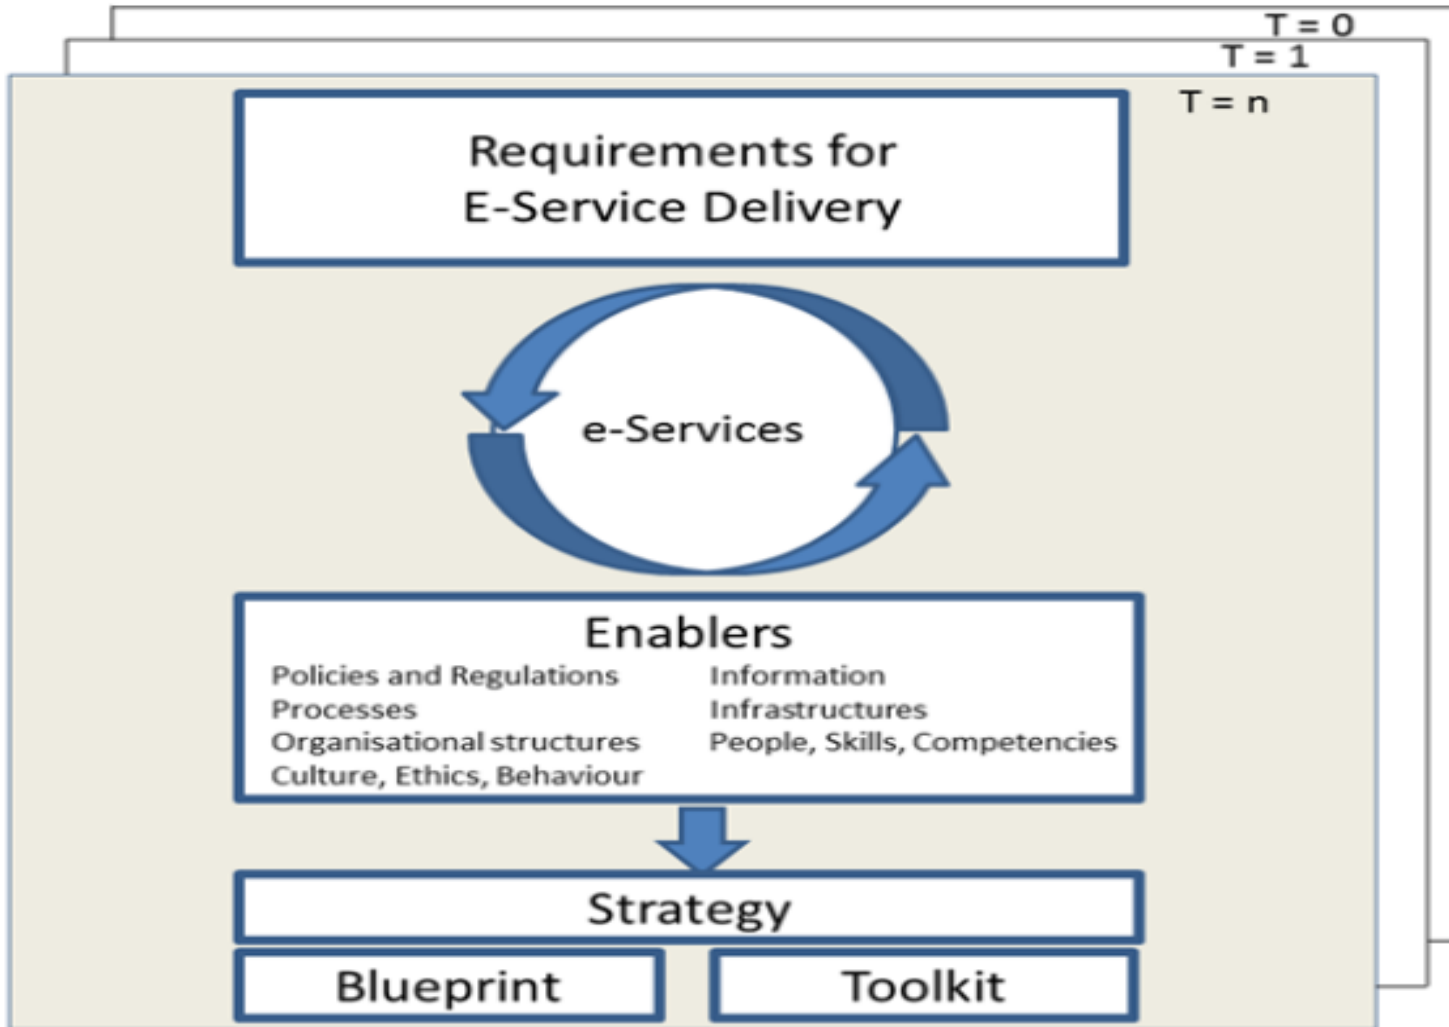 T = 0
T = 1
T = n
Requirements for
E-Service Delivery
e-Services
Enablers
Policies and Regulations
Processes
Organisational structures
Culture, Ethics, Behaviour
Information
Infrastructures
People, Skills, Competencies
Strategy
Blueprint
Toolkit